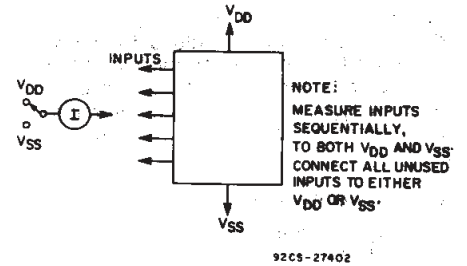 VDD
INPUTS
VDD
I
VSS
NOTE:
MEASURE INPUTS
SEQUENTIALLY,
TO BOTH VDD AND VSS.
CONNECT ALL UNUSED
INPUTS TO EITHER
VDD OR VSS.
VSS
92CS-27402